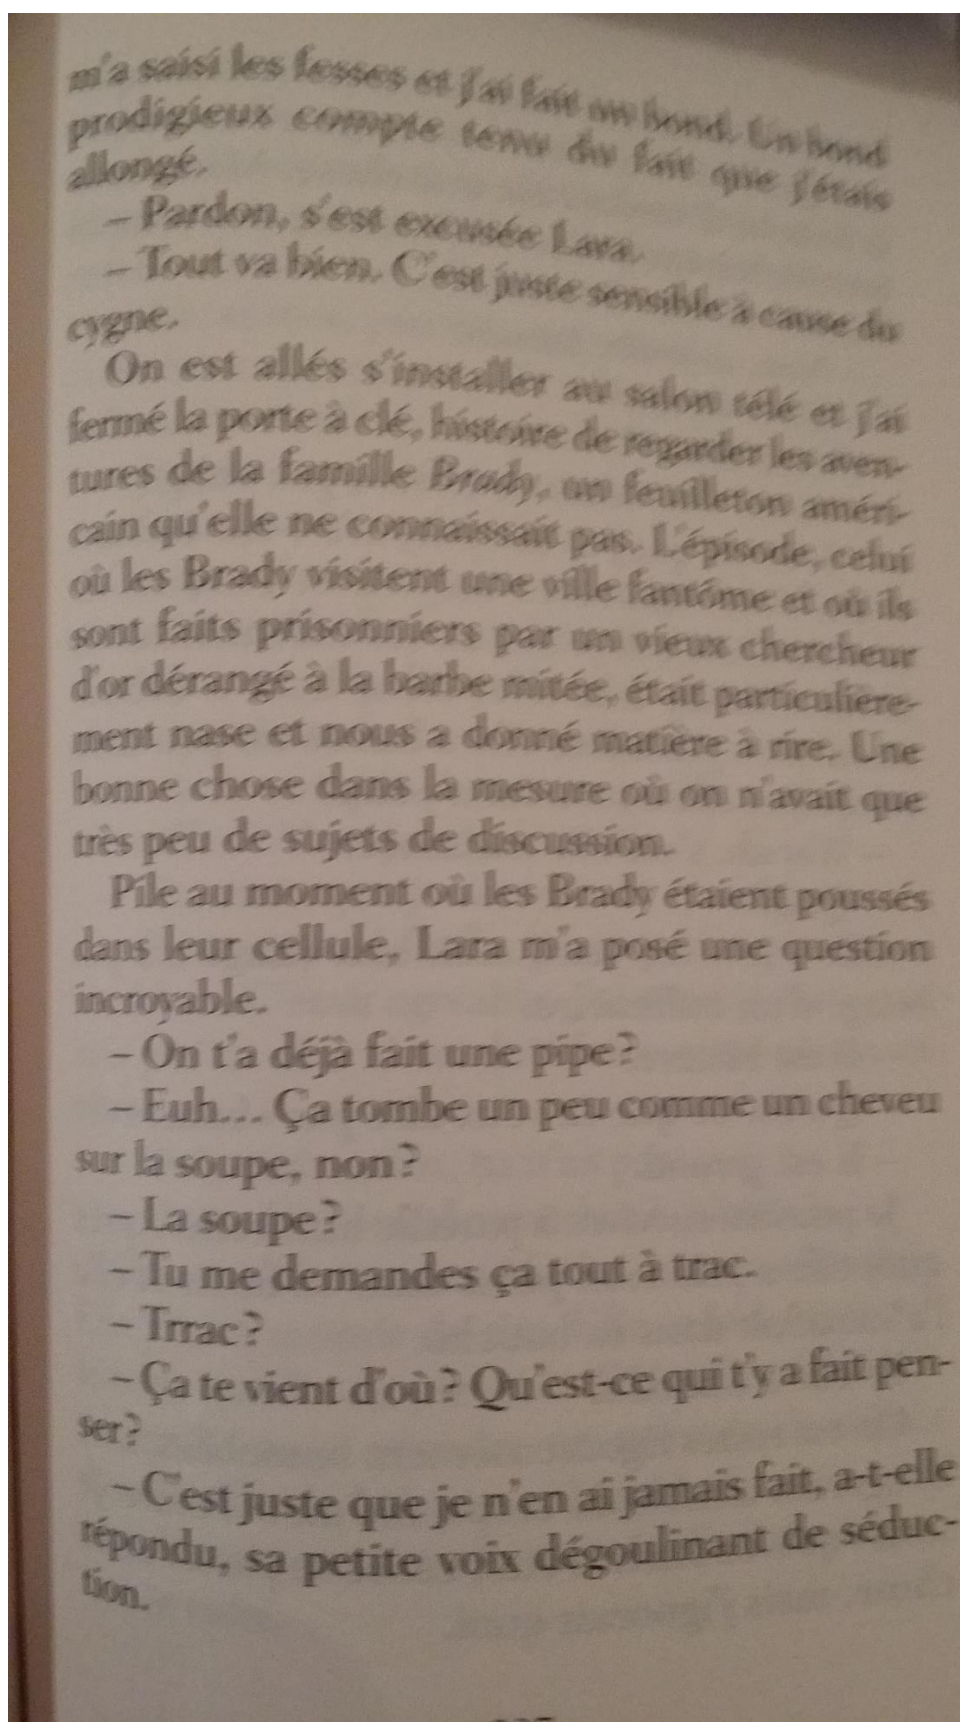 m'a saisi les fesses et j'ai fait un bond. Un bond
prodigieux compte tenu du fait que j'étais
allongé.
– Pardon, s'est excusée Lara.
– Tout va bien. C'est juste sensible à cause du
cygne.
On est allés s'installer au salon télé et j'ai
fermé la porte à clé, histoire de regarder les aven-
tures de la famille Brady, un feuilleton améri-
cain qu'elle ne connaissait pas. L'épisode, celui
où les Brady visitent une ville fantôme et où ils
sont faits prisonniers par un vieux chercheur
d'or dérangé à la barbe mitée, était particulière-
ment nase et nous a donné matière à rire. Une
bonne chose dans la mesure où on n'avait que
très peu de sujets de discussion.
Pile au moment où les Brady étaient poussés
dans leur cellule, Lara m'a posé une question
incroyable.
– On t'a déjà fait une pipe ?
– Euh… Ça tombe un peu comme un cheveu
sur la soupe, non ?
– La soupe ?
– Tu me demandes ça tout à trac.
– Trrac ?
– Ça te vient d'où ? Qu'est-ce qui t'y a fait pen-
ser ?
– C'est juste que je n'en ai jamais fait, a-t-elle
répondu, sa petite voix dégoulinant de séduc-
tion.